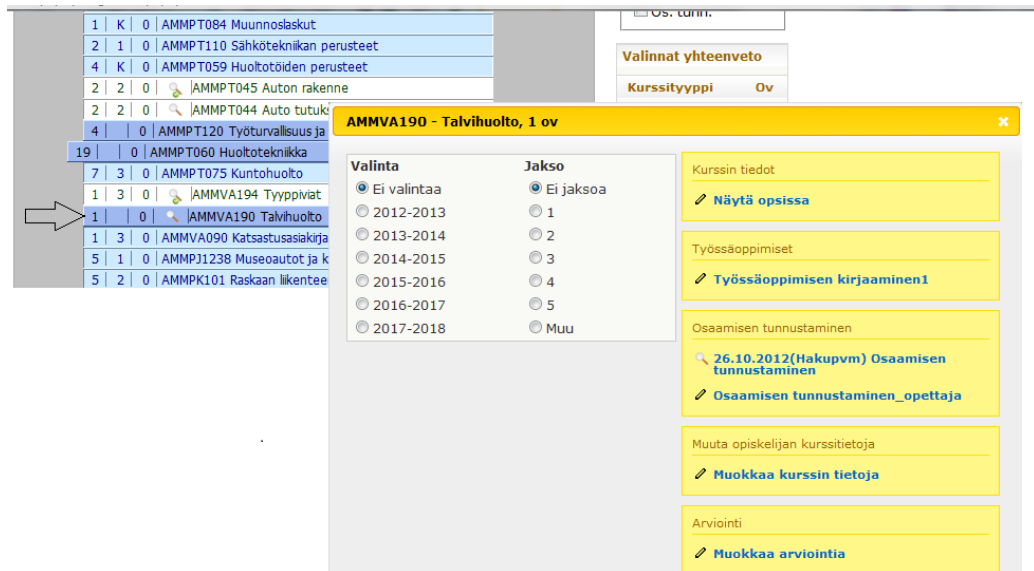 Os. tunn.
1 | K | 0 | AMMPT084 Muunnoslaskut
2 | 1 | 0 | AMMPT110 Sähkötekniikan perusteet
4 | K | 0 | AMMPT059 Huoltotöiden perusteet
2 | 2 | 0 | AMMPT045 Auton rakenne
2 | 2 | 0 | AMMPT044 Auto tutuks
4 | | 0 | AMMPT120 Työturvallisuus ja
19 | | 0 | AMMPT060 Huoltotekniikka
7 | 3 | 0 | AMMPT075 Kuntohuolto
1 | 3 | 0 | AMMVA194 Tyyppiviat
1 | | 0 | AMMVA190 Talvihuolto
1 | 3 | 0 | AMMVA090 Katsastusasiakirja
5 | 1 | 0 | AMMPJ1238 Museoautot ja k
5 | 2 | 0 | AMMPK101 Raskaan liikentee
Valinnat yhteenveto
Kurssityyppi Ov
AMMVA190 - Talvihuolto, 1 ov
Valinta Jakso
Ei valintaa Ei jaksoa
2012-2013 1
2013-2014 2
2014-2015 3
2015-2016 4
2016-2017 5
2017-2018 Muu
Kurssin tiedot
Näytä opsissa
Työssäoppimiset
Työssäoppimisen kirjaaminen1
Osaamisen tunnustaminen
26.10.2012(Hakupvm) Osaamisen
tunnustaminen
Osaamisen tunnustaminen_opettaja
Muuta opiskelijan kurssitietoja
Muokkaa kurssin tietoja
Arviointi
Muokkaa arviointia